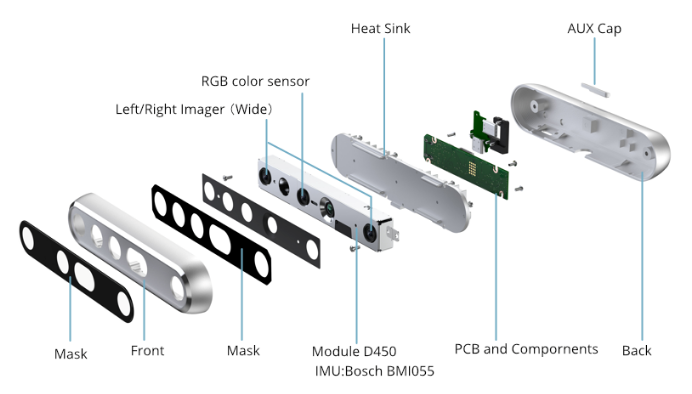 Heat Sink
AUX Cap
RGB color sensor
Left/Right Imager（Wide）
Mask
Front
Mask
Module D450
IMU:Bosch BMI055
PCB and Compornents
Back